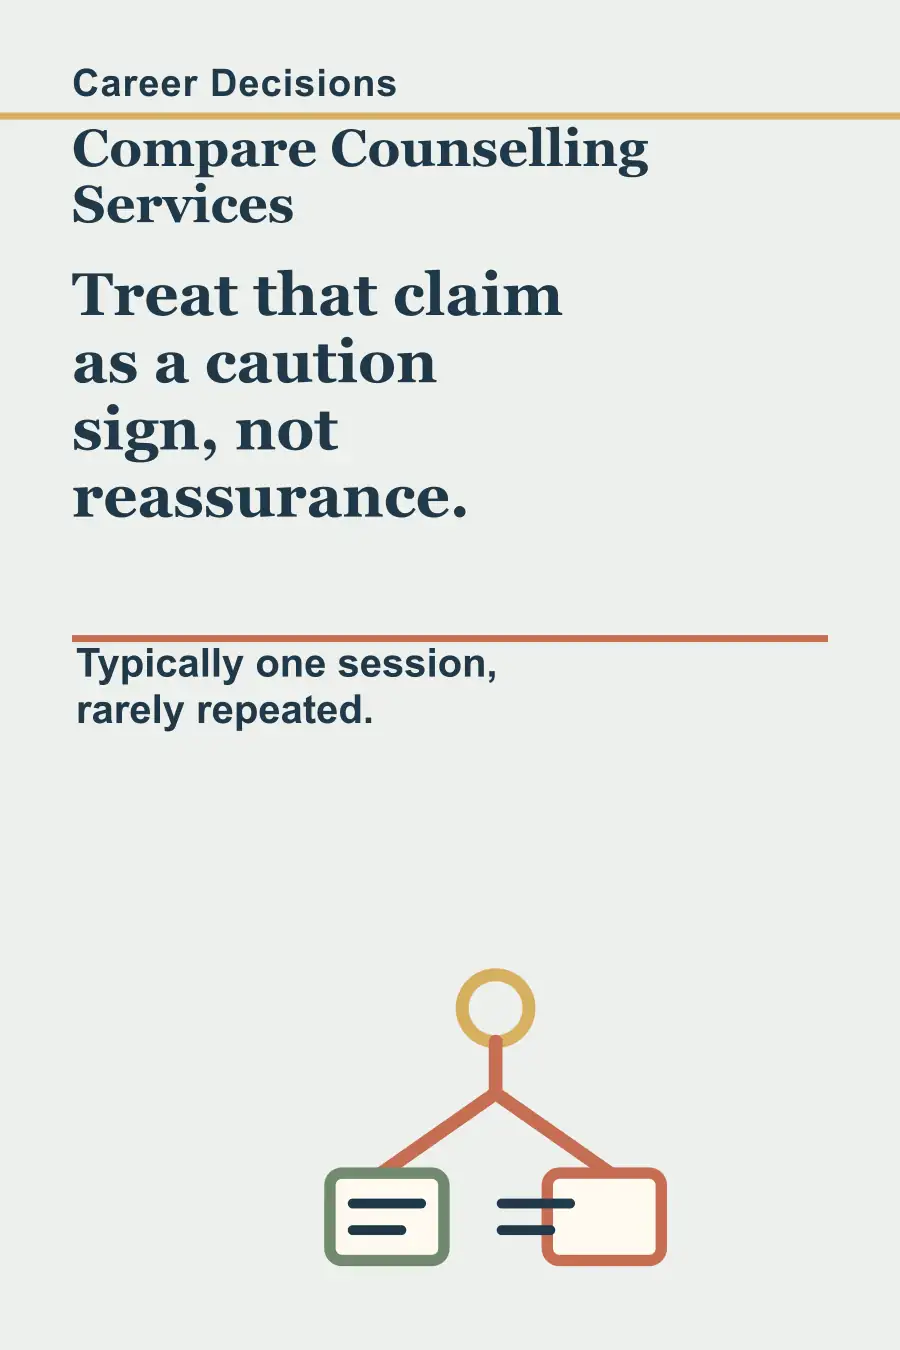 Career Decisions
Compare Counselling
Services
Treat that claim
as a caution
sign, not
reassurance.
Typically one session,
rarely repeated.